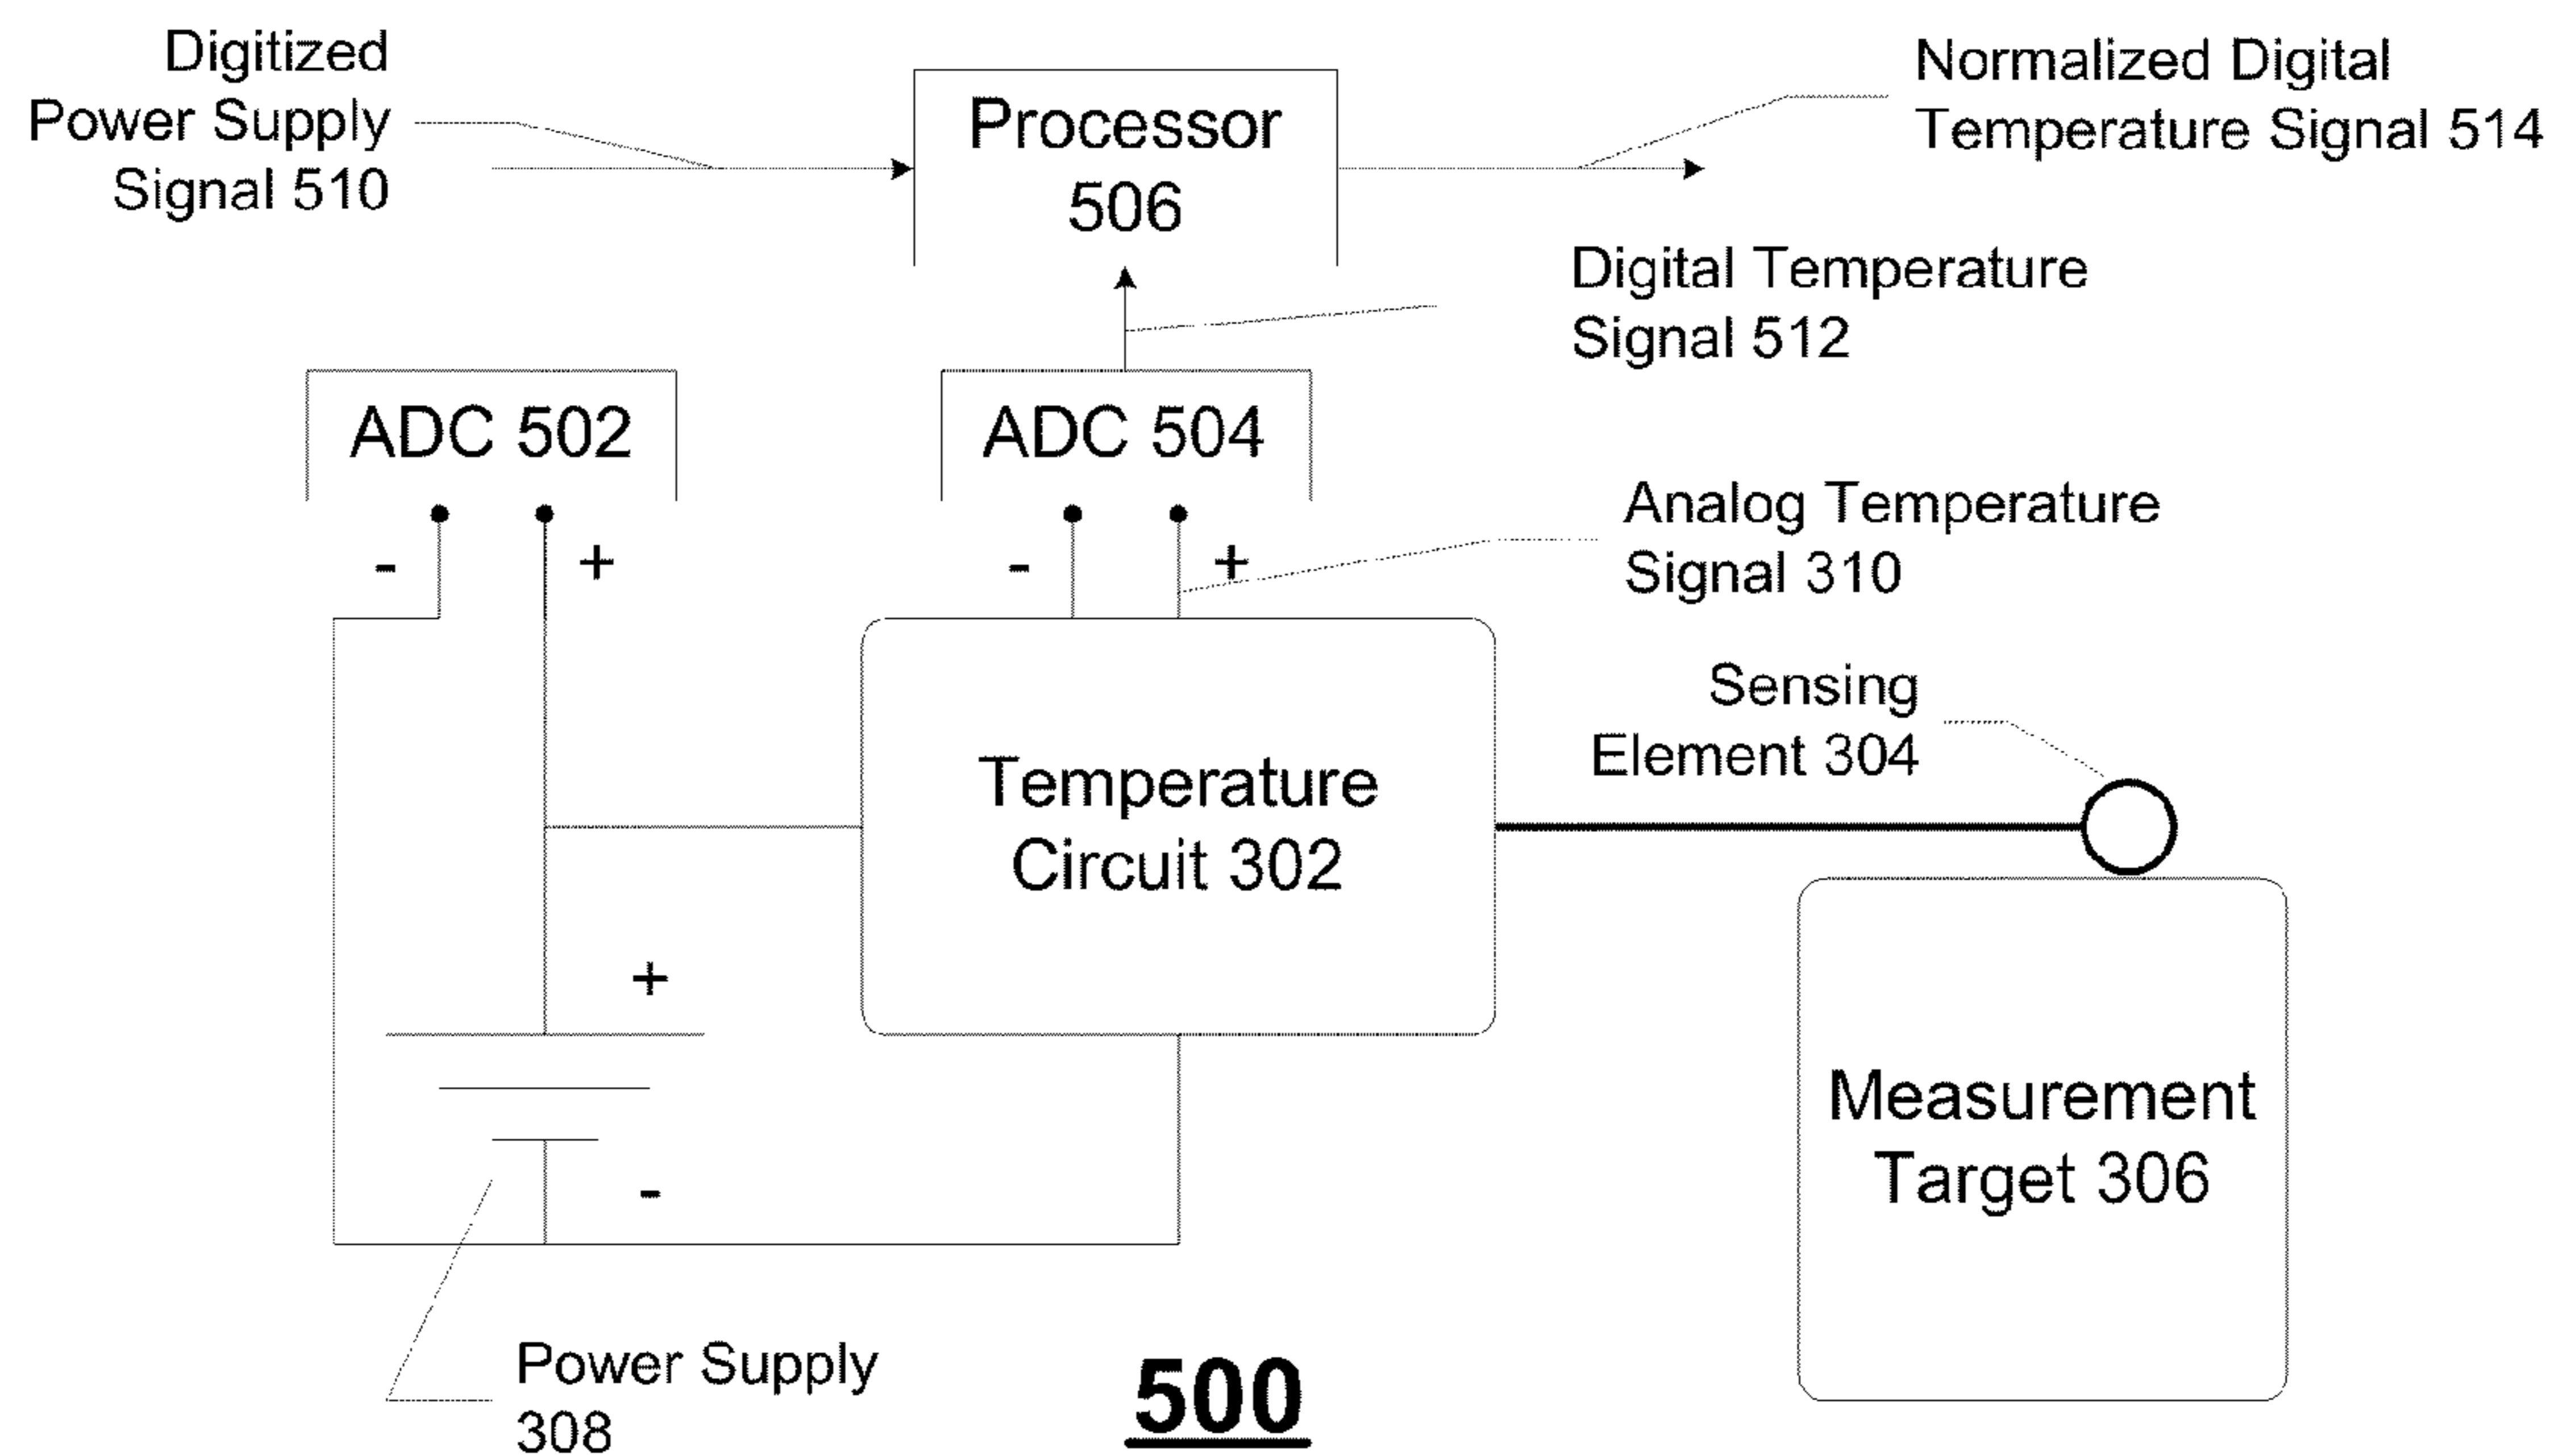 Digitized
Power Supply
Signal 510
Processor
506
Normalized Digital
Temperature Signal 514
Digital Temperature
Signal 512
ADC 502
ADC 504
- +
- +
Analog Temperature
Signal 310
Sensing
Element 304
Temperature
Circuit 302
+
-
Measurement
Target 306
Power Supply
308
500